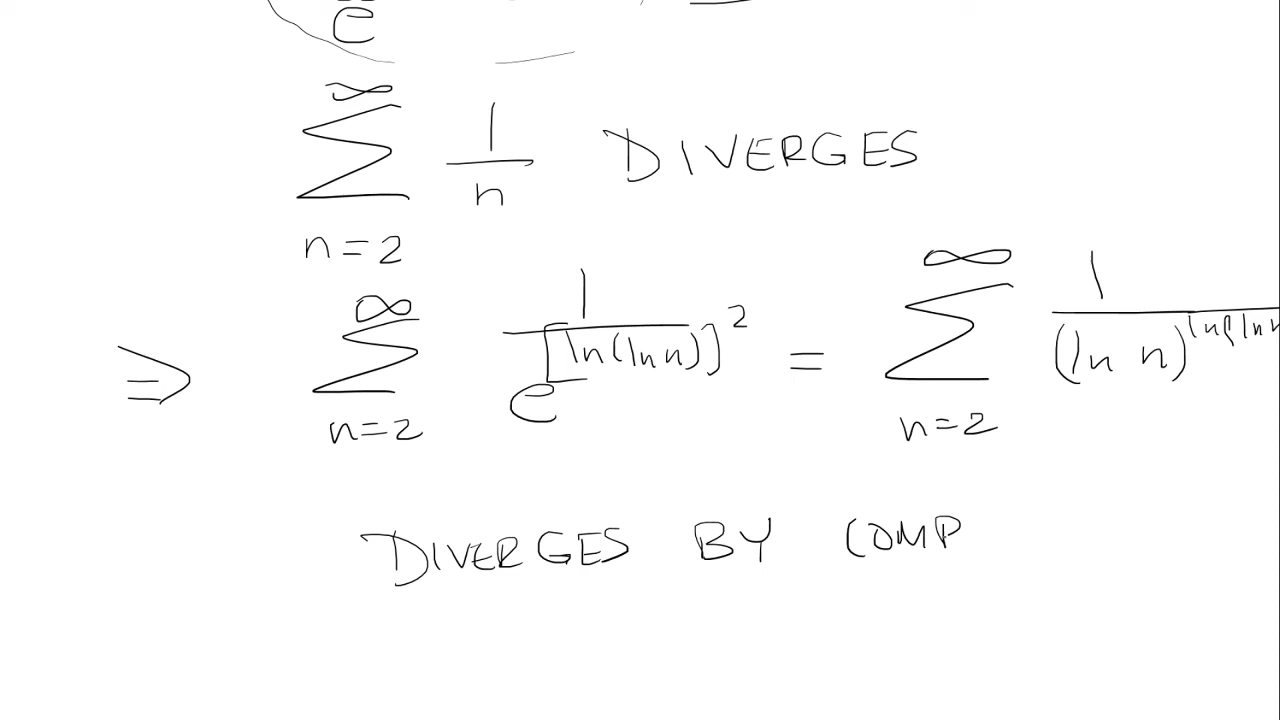 e
∞ ∑ n=2 1/n DIVERGES
⇒ ∞ ∑ n=2 1/e^[ln(ln n)]^2 = ∞ ∑ n=2 1/(ln n)^ln(ln n
DIVERGES BY COMP